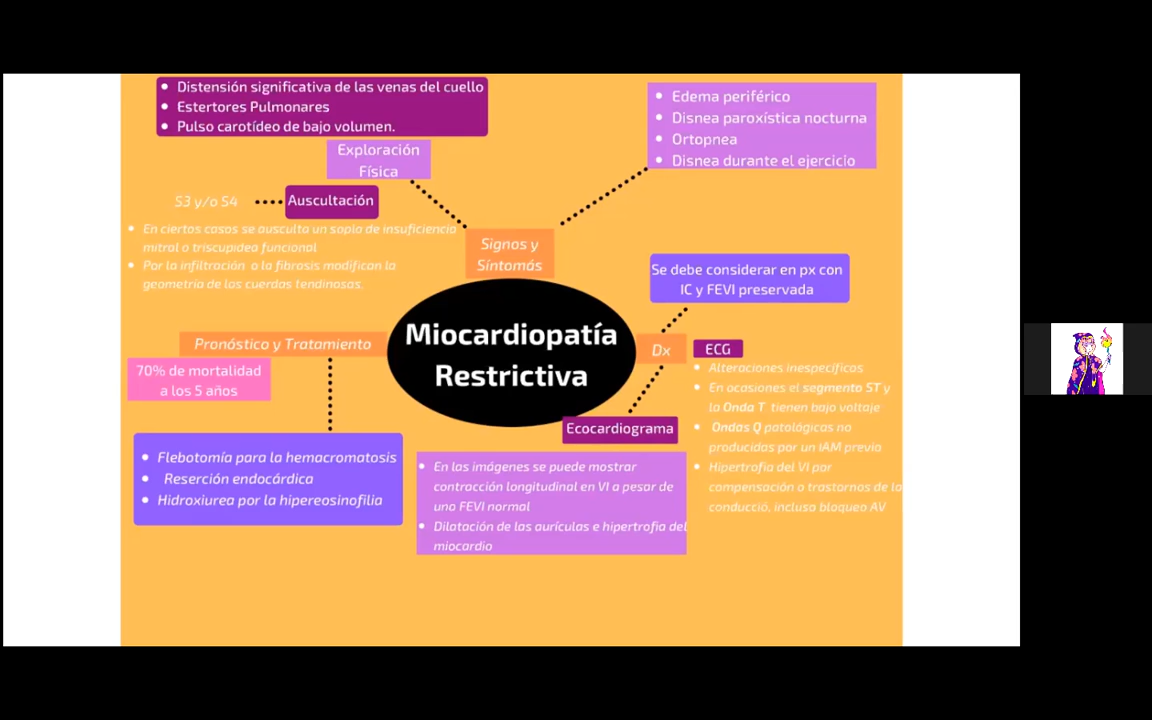 Distensión significativa de las venas del cuello
Estertores Pulmonares
Pulso carotídeo de bajo volumen.
Exploración
Física
Auscultación
S3 y/o S4
En ciertos casos se ausculta un soplo de insuficiencia
mitral o triscupidea funcional
Por la infiltración o la fibrosis modifican la
geometría de las cuerdas tendinosas.
Edema periférico
Disnea paroxística nocturna
Ortopnea
Disnea durante el ejercicio
Signos y
Síntomás
Se debe considerar en px con
IC y FEVI preservada
Miocardiopatía
Restrictiva
Pronóstico y Tratamiento
70% de mortalidad
a los 5 años
Flebotomía para la hemacromatosis
Reserción endocárdica
Hidroxiurea por la hipereosinofilia
Dx
ECG
Alteraciones inespecíficos
En ocasiones el segmento ST y
la Onda T tienen bajo voltaje
Ondas Q patológicas no
producidas por un IAM previo
Hipertrofia del VI por
compensación o trastornos de la
conducció, incluso bloqueo AV
Ecocardiograma
En las imágenes se puede mostrar
contracción longitudinal en VI a pesar de
una FEVI normal
Dilatación de las aurículas e hipertrofia del
miocardio